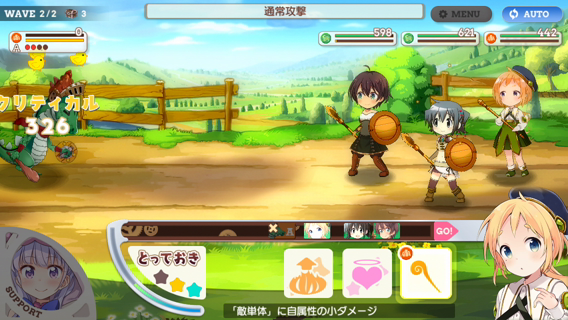 WAVE 2/2 3
通常攻撃
MENU
AUTO
0
A
598
621
442
クリティカル
326
A
GO!
とっておき
SUPPORT
「敵単体」に自属性の小ダメージ